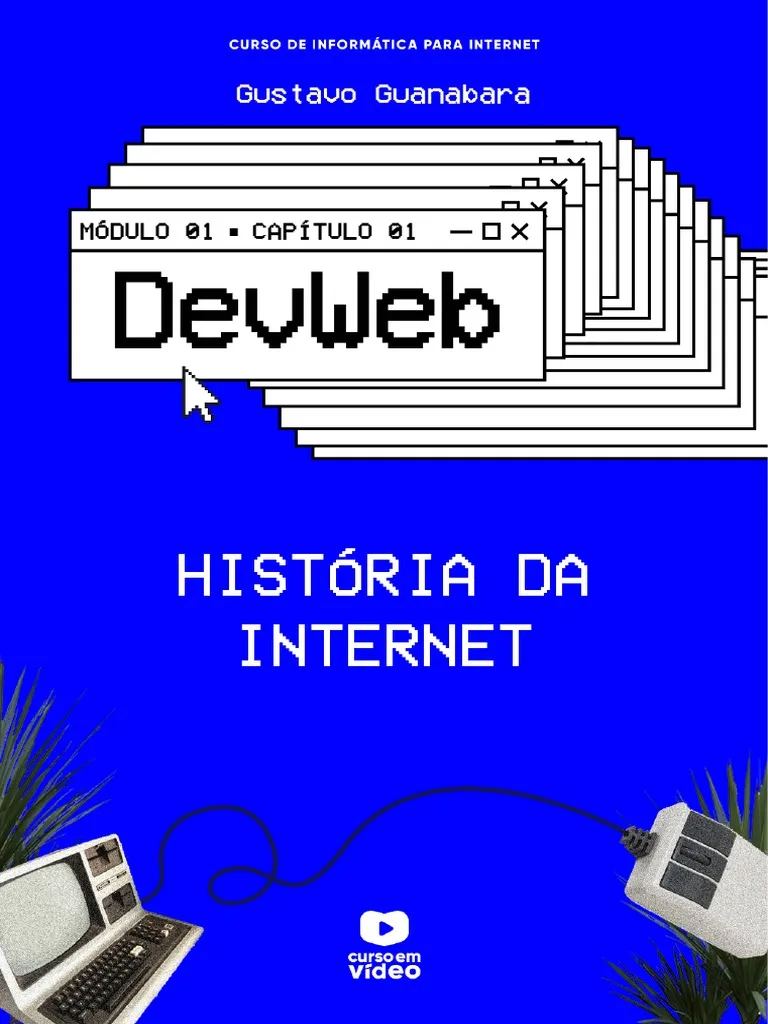 CURSO DE INFORMÁTICA PARA INTERNET
Gustavo Guanabara
MÓDULO 01 ▪ CAPÍTULO 01
DevWeb
HISTÓRIA DA
INTERNET
curso em
vídeo